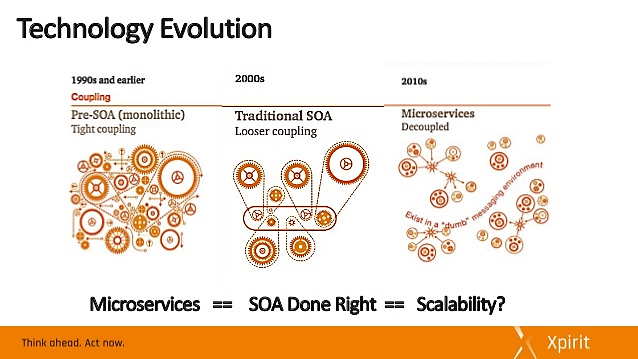 Technology Evolution
1990s and earlier
Coupling
Pre-SOA (monolithic)
Tight coupling
2000s
Traditional SOA
Looser coupling
2010s
Microservices
Decoupled
Exist in a "dumb" messaging environment
Microservices == SOA Done Right == Scalability?
Think ahead. Act now.
Xpirit